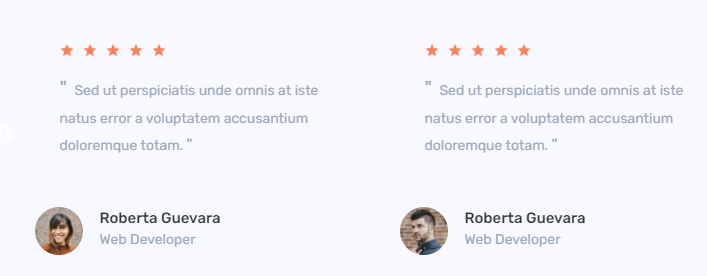 " Sed ut perspiciatis unde omnis at iste
natus error a voluptatem accusantium
doloremque totam. "
Roberta Guevara
Web Developer
" Sed ut perspiciatis unde omnis at iste
natus error a voluptatem accusantium
doloremque totam. "
Roberta Guevara
Web Developer